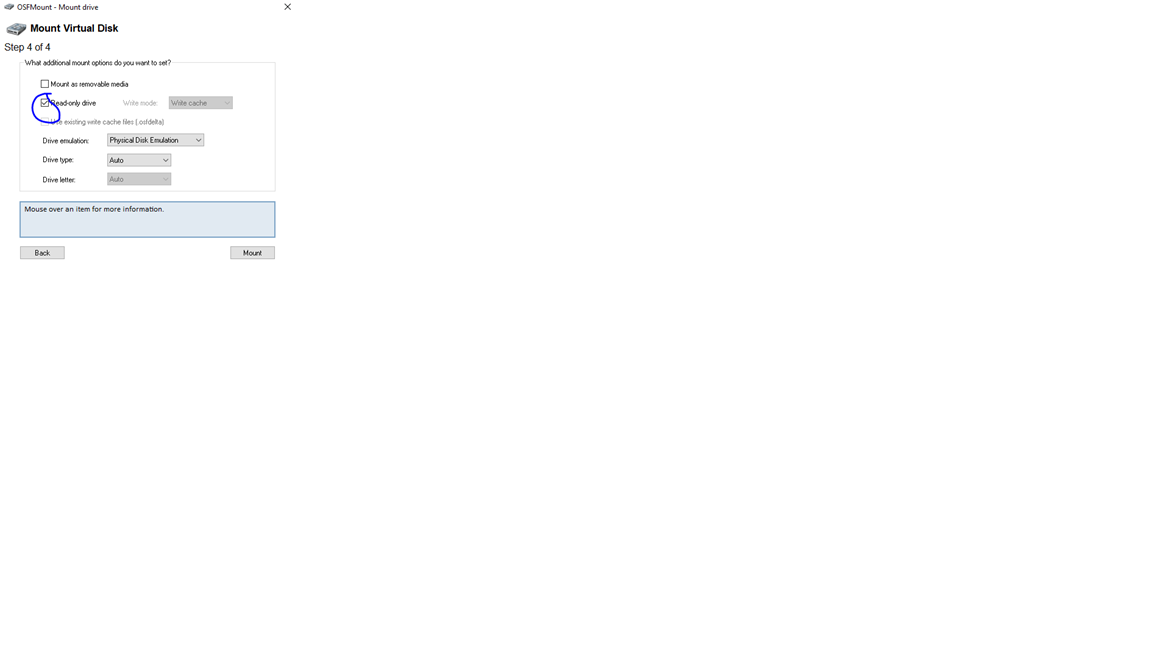 OSFMount - Mount drive
Mount Virtual Disk
Step 4 of 4
What additional mount options do you want to set?
Mount as removable media
Read-only drive Write mode: Write cache
Use existing write cache files (.osfdelta)
Drive emulation: Physical Disk Emulation
Drive type: Auto
Drive letter: Auto
Mouse over an item for more information.
Back Mount